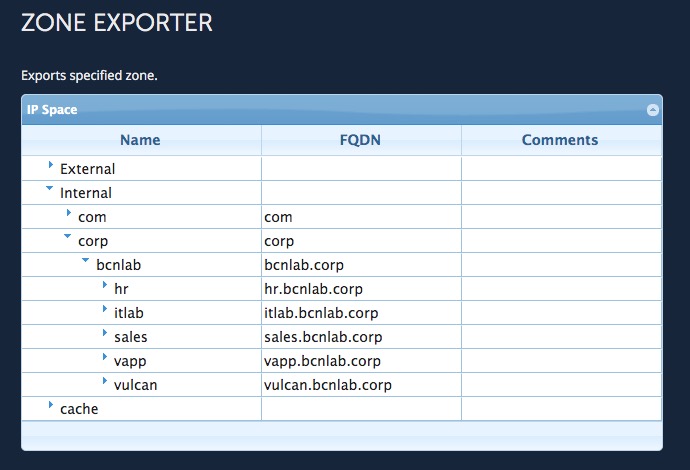 ZONE EXPORTER
Exports specified zone.
IP Space
Name FQDN Comments
External
Internal
com com
corp corp
bcnlab bcnlab.corp
hr hr.bcnlab.corp
itlab itlab.bcnlab.corp
sales sales.bcnlab.corp
vapp vapp.bcnlab.corp
vulcan vulcan.bcnlab.corp
cache